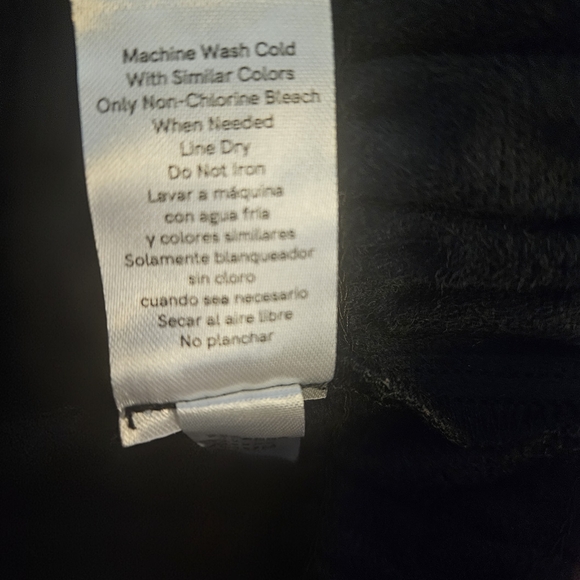 Machine Wash Cold
With Similar Colors
Only Non-Chlorine Bleach
When Needed
Line Dry
Do Not Iron
Lavar a máquina
con agua fría
y colores similares
Solamente blanqueador
sin cloro
cuando sea necesario
Secar al aire libre
No planchar